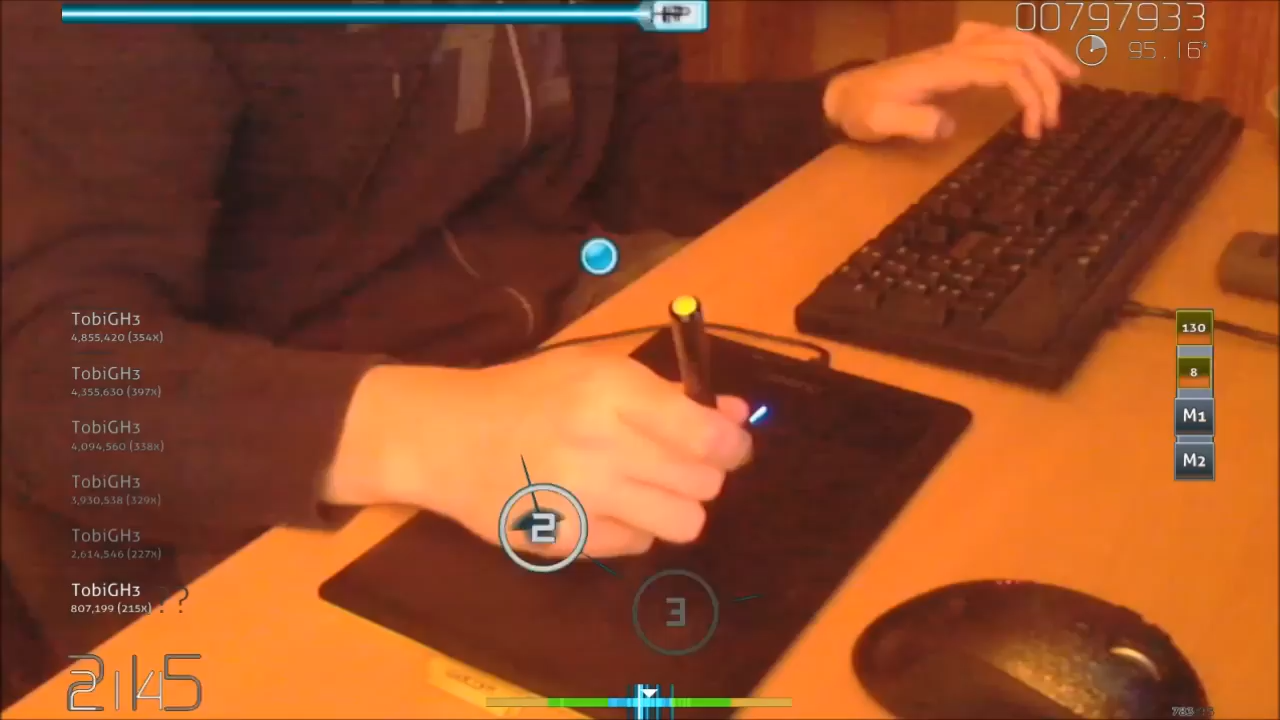 00797933
95.16%
TobiGH3
4,855,420 (354x)
TobiGH3
4,355,630 (397x)
TobiGH3
4,094,560 (338x)
TobiGH3
3,930,538 (329x)
TobiGH3
2,614,546 (227x)
TobiGH3
807,199 (215x)
??
130
8
M1
M2
2
3